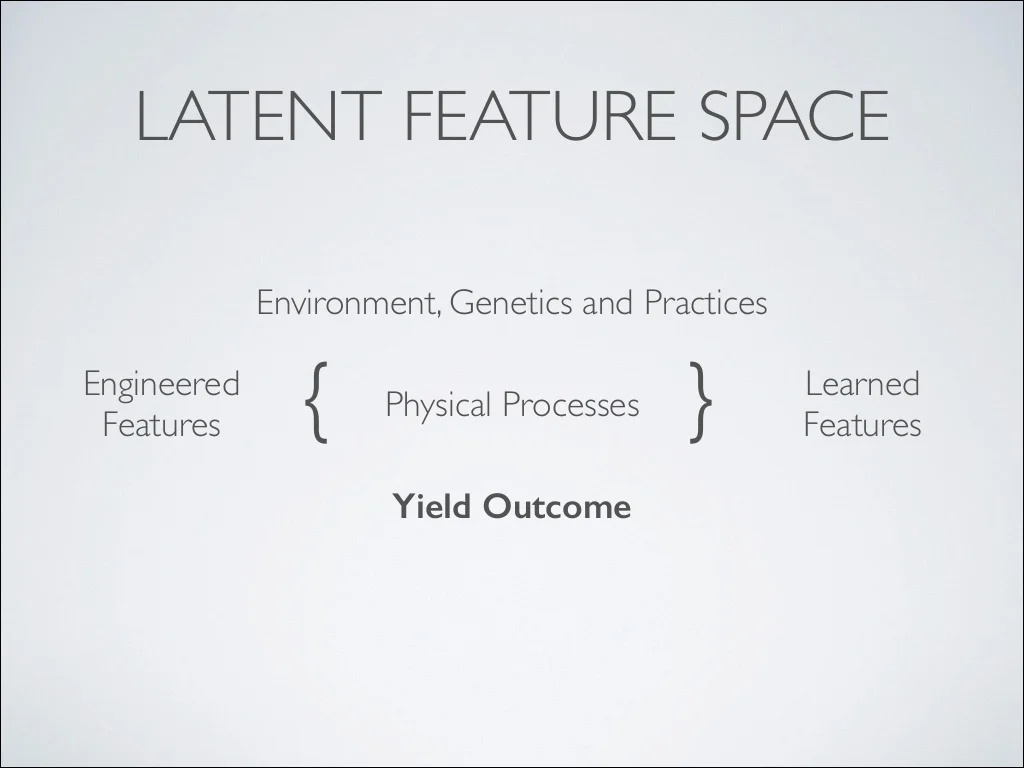 LATENT FEATURE SPACE
Environment, Genetics and Practices
Engineered
Features
{ Physical Processes }
Learned
Features
Yield Outcome